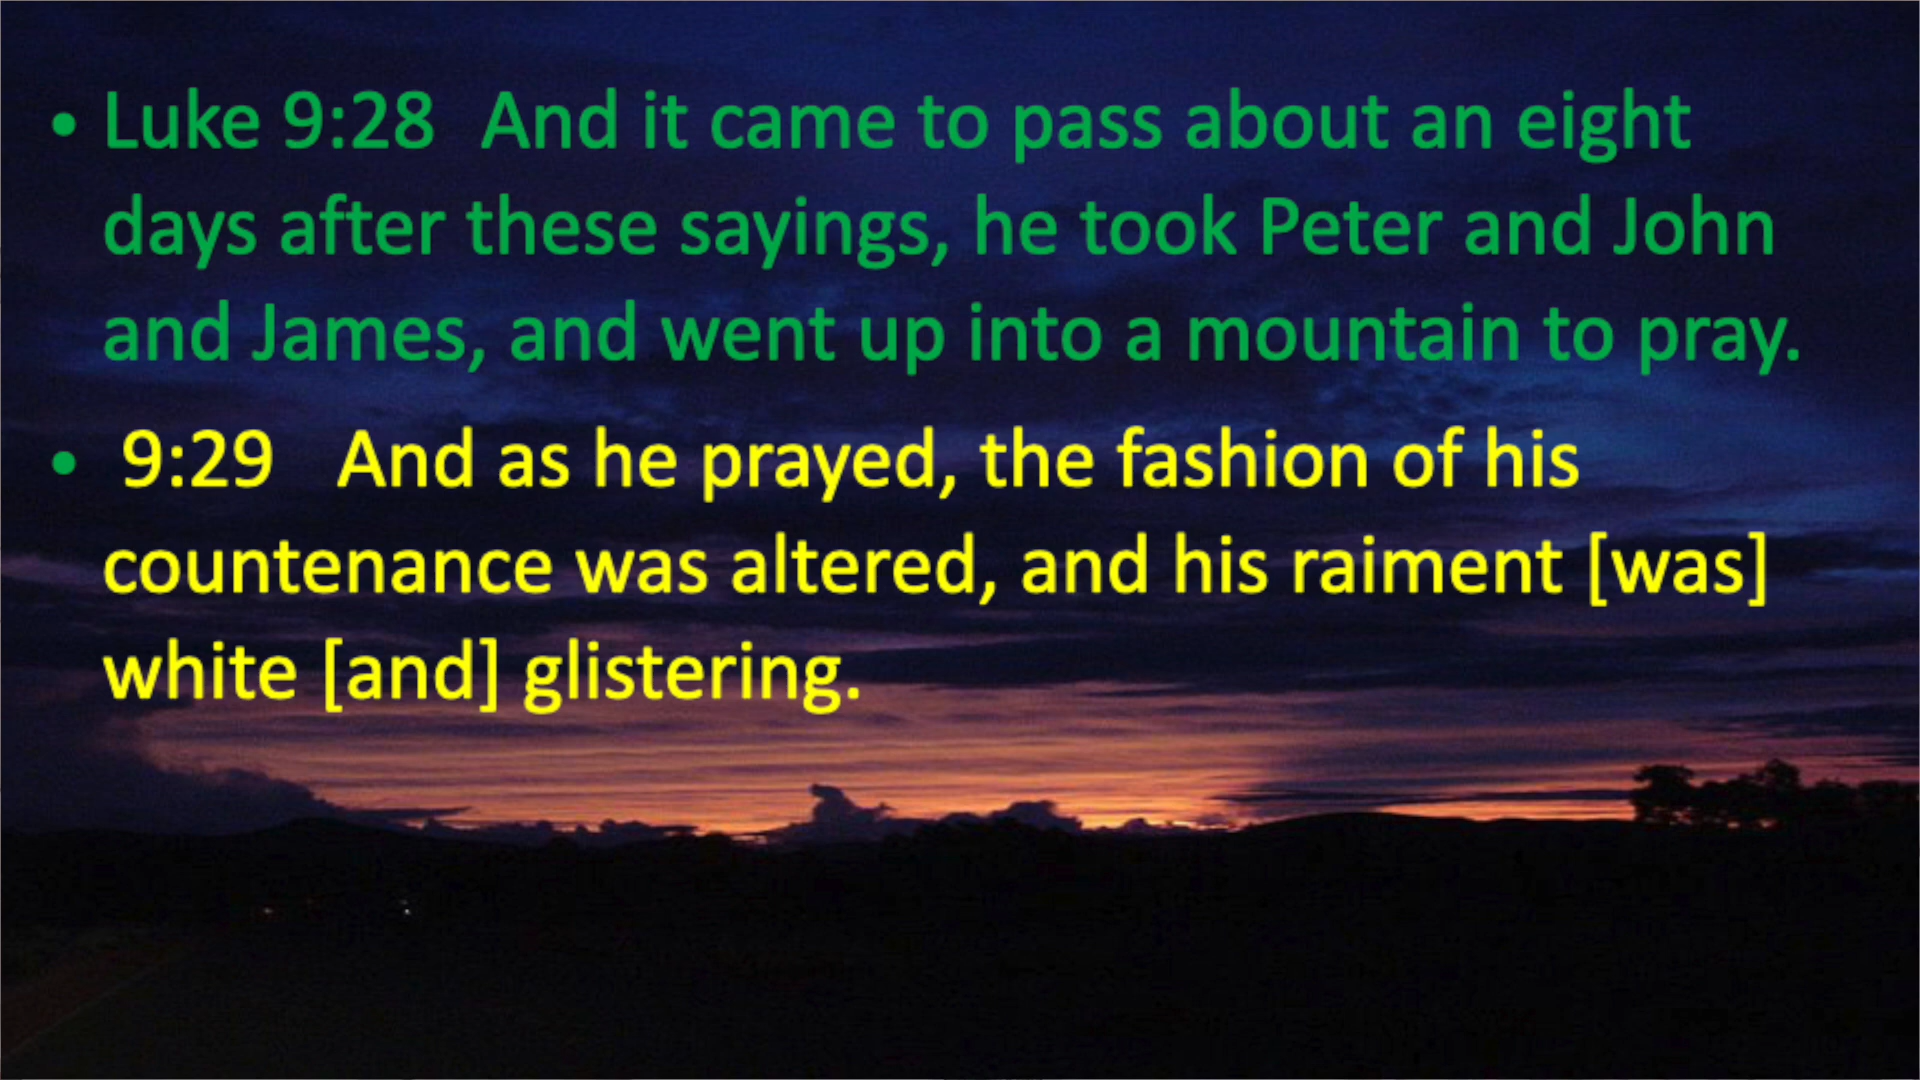 • Luke 9:28 And it came to pass about an eight
days after these sayings, he took Peter and John
and James, and went up into a mountain to pray.
• 9:29 And as he prayed, the fashion of his
countenance was altered, and his raiment [was]
white [and] glistering.